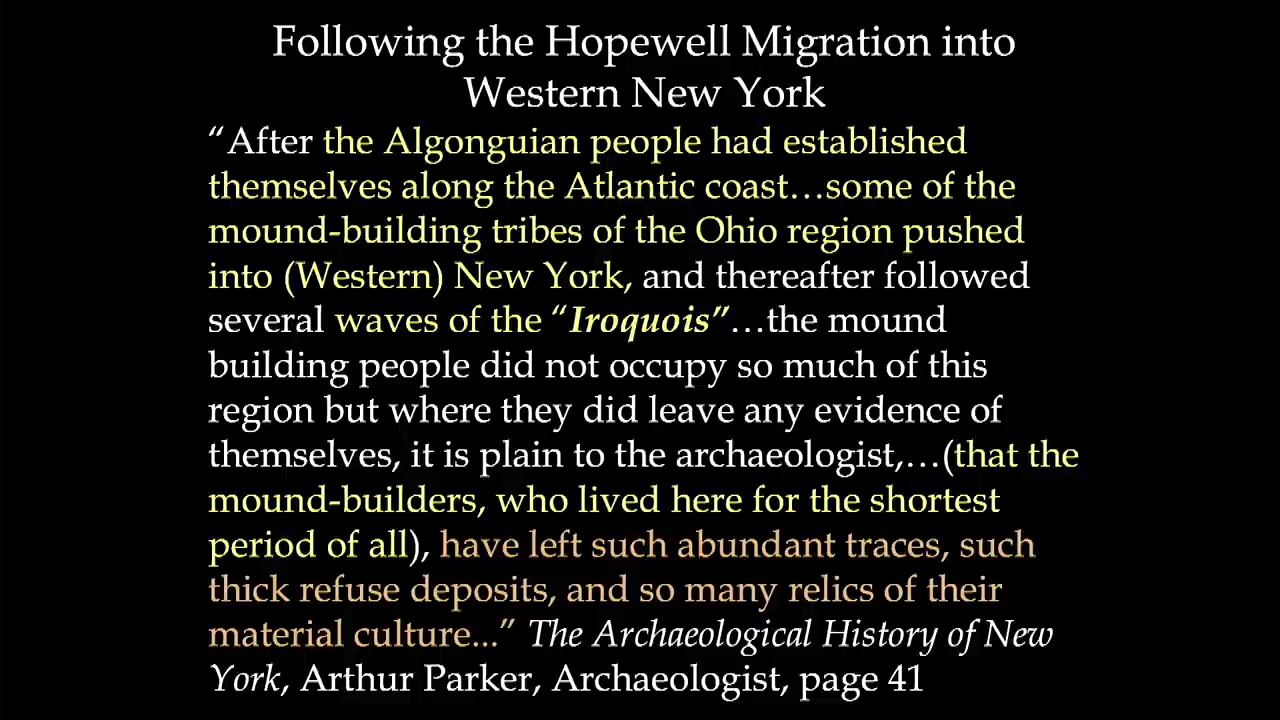 Following the Hopewell Migration into
Western New York
“After the Algonguian people had established
themselves along the Atlantic coast…some of the
mound-building tribes of the Ohio region pushed
into (Western) New York, and thereafter followed
several waves of the “Iroquois”…the mound
building people did not occupy so much of this
region but where they did leave any evidence of
themselves, it is plain to the archaeologist,…(that the
mound-builders, who lived here for the shortest
period of all), have left such abundant traces, such
thick refuse deposits, and so many relics of their
material culture...” The Archaeological History of New
York, Arthur Parker, Archaeologist, page 41